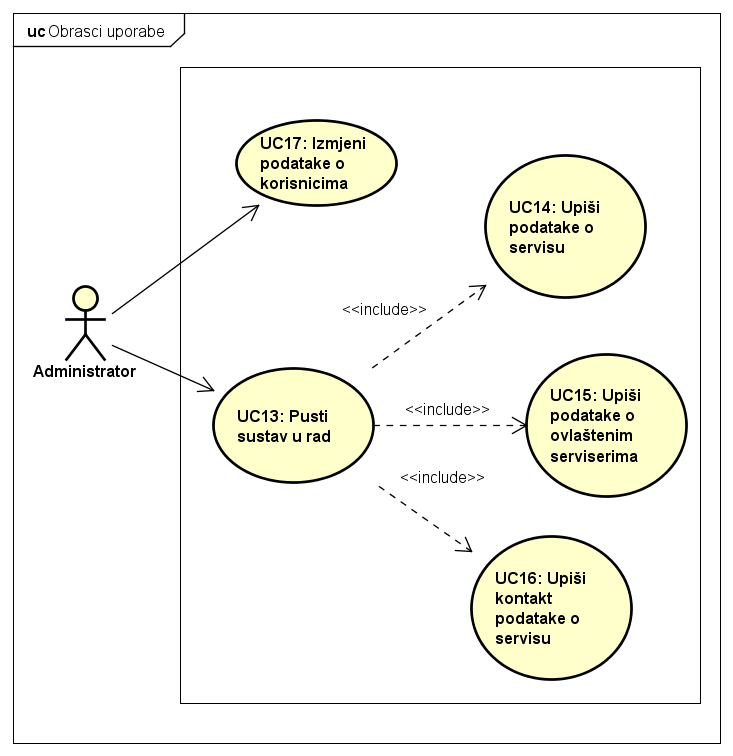 uc Obrasci uporabe
UC17: Izmjeni
podatake o
korisnicima
UC14: Upiši
podatake o
servisu
<<include>>
Administrator
UC13: Pusti
sustav u rad
<<include>>
UC15: Upiši
podatake o
ovlaštenim
serviserima
<<include>>
UC16: Upiši
kontakt
podatake o
servisu